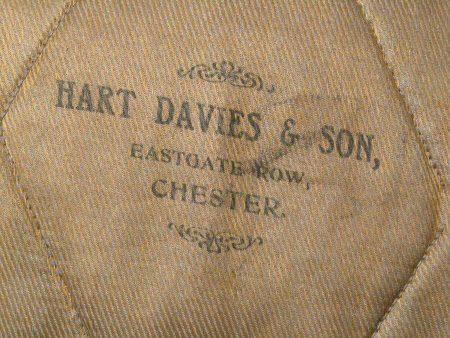 HART DAVIES & SON,
EASTGATE ROW,
CHESTER.